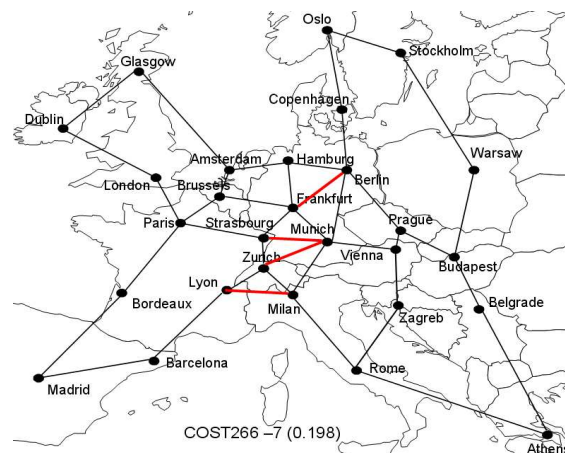 Oslo
Stockholm
Glasgow
Copenhagen
Dublin
Amsterdam
Hamburg
Warsaw
Berlin
London
Brussels
Frankfurt
Paris
Strasbourg
Munich
Prague
Zurich
Vienna
Budapest
Lyon
Bordeaux
Milan
Zagreb
Belgrade
Barcelona
Rome
Madrid
COST266 –7 (0.198)
Athens